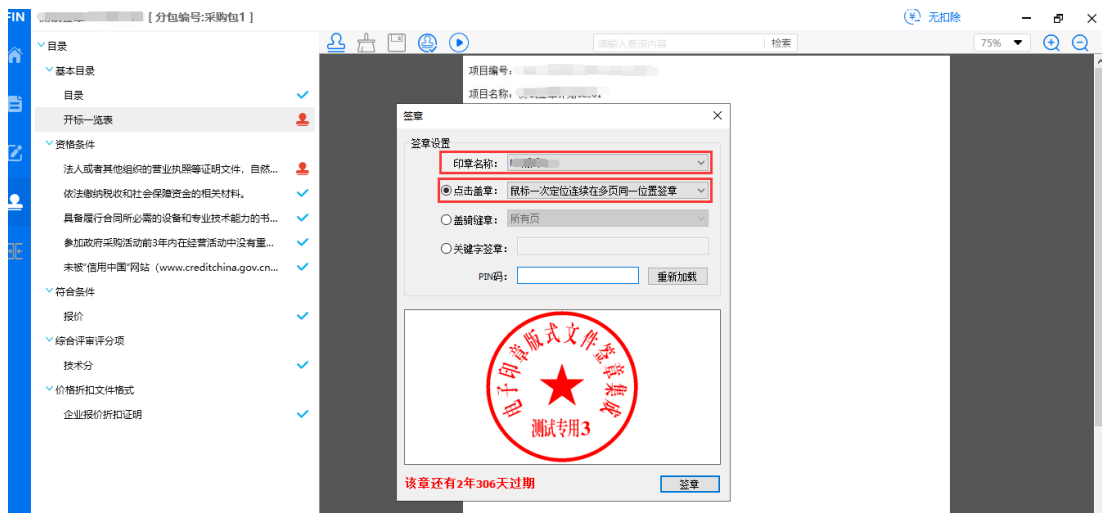 FIN
[ 分包编号:采购包1 ]
无扣除
目录
基本目录
目录
开标一览表
资格条件
法人或者其他组织的营业执照等证明文件，自然...
依法缴纳税收和社会保障资金的相关材料。
具备履行合同所必需的设备和专业技术能力的书...
参加政府采购活动前3年内在经营活动中没有重...
未被"信用中国"网站（www.creditchina.gov.cn...
符合条件
报价
综合评审评分项
技术分
价格折扣文件格式
企业报价折扣证明
请输入查询内容
检索
75%
项目编号：
项目名称：
签章
签章设置
印章名称：
点击盖章： 鼠标一次定位连续在多页同一位置签章
盖骑缝章： 所有页
关键字签章：
PIN码： 重新加载
电子印章版式文件签章集成
测试专用3
该章还有2年306天过期
签章